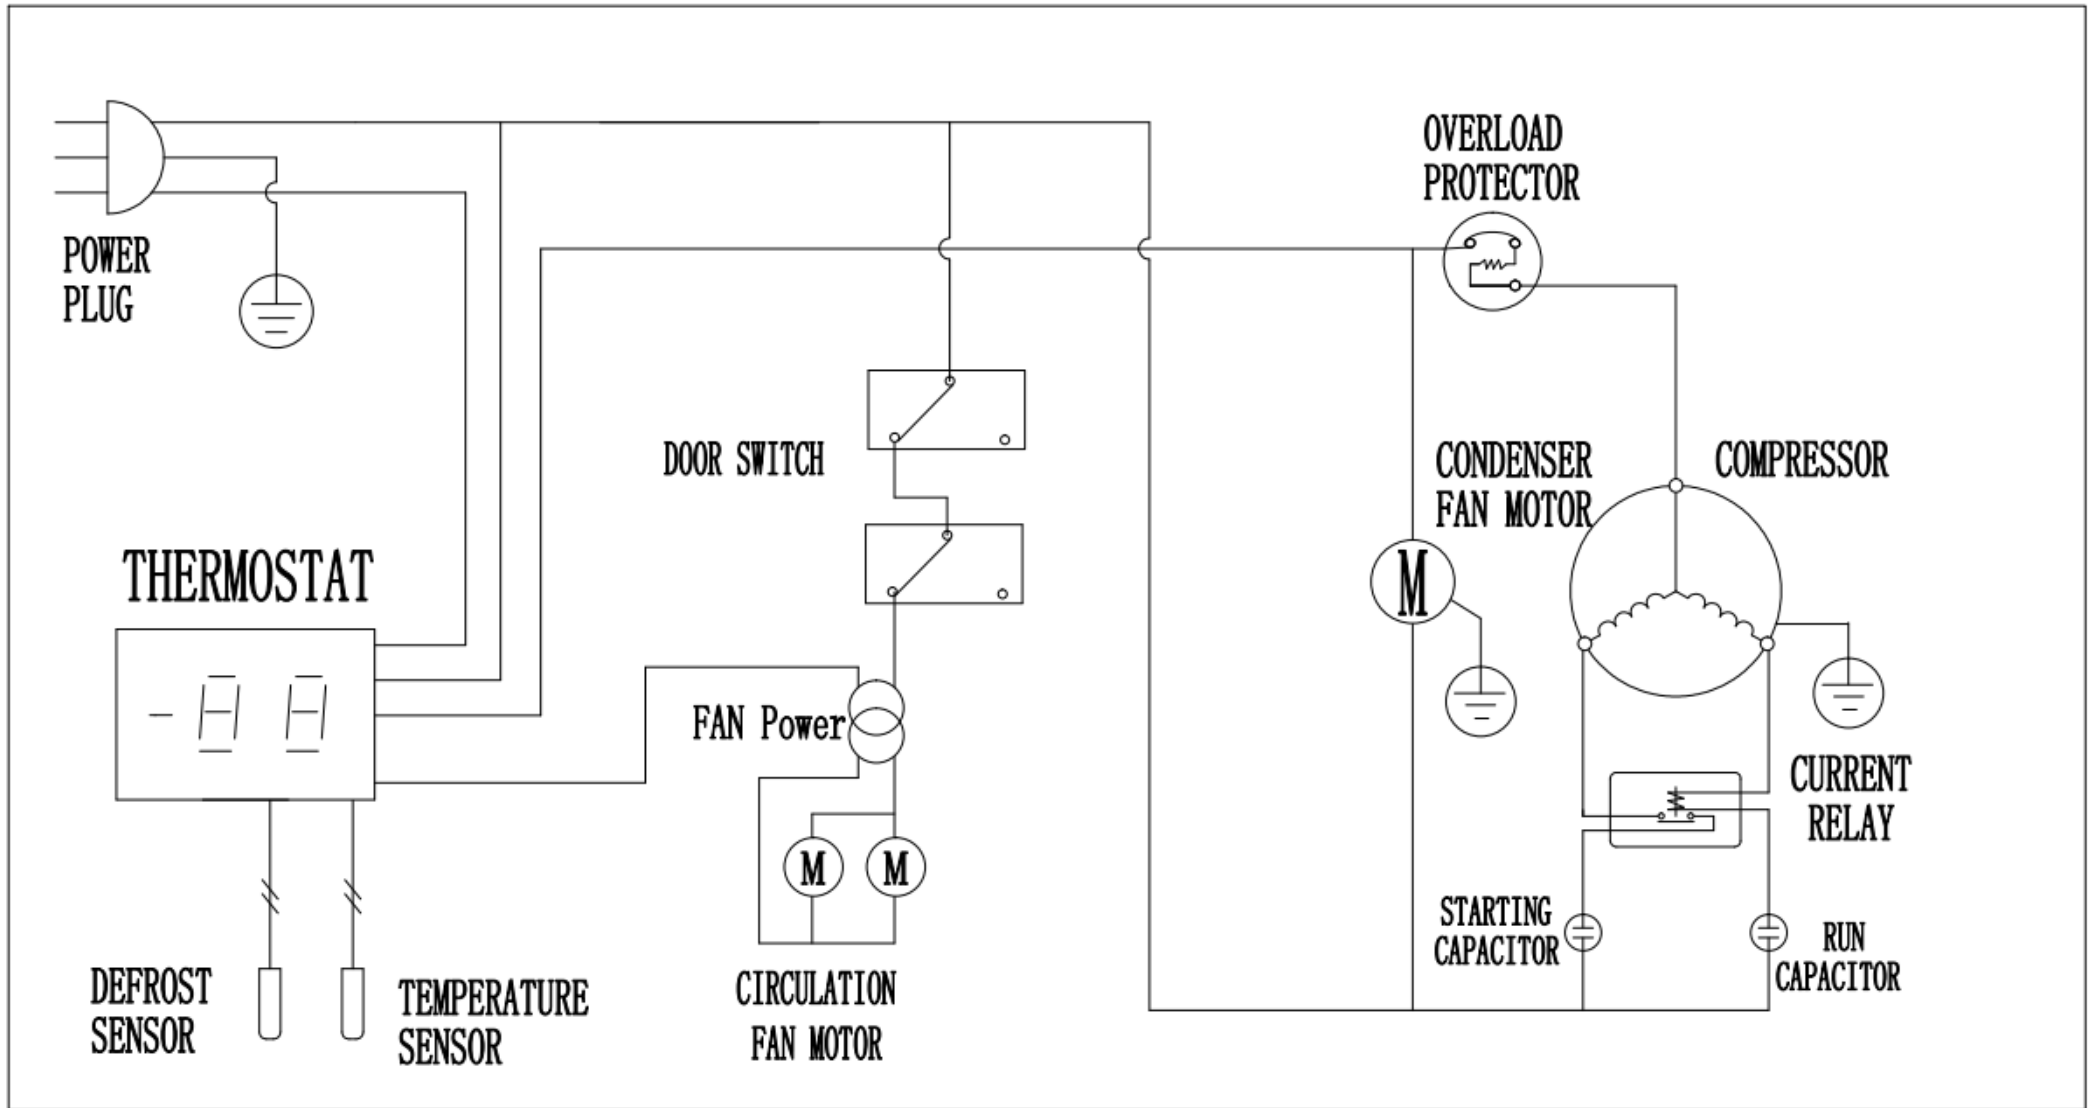 OVERLOAD
PROTECTOR
POWER
PLUG
DOOR SWITCH
CONDENSER
FAN MOTOR
COMPRESSOR
THERMOSTAT
-88
M
FAN Power
CURRENT
RELAY
M
M
STARTING
CAPACITOR
RUN
CAPACITOR
DEFROST
SENSOR
TEMPERATURE
SENSOR
CIRCULATION
FAN MOTOR